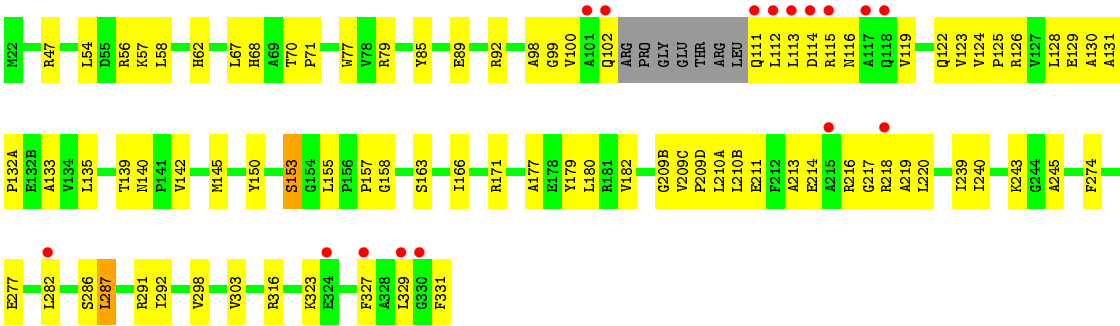 M22 R47 L54 D55 R56 K57 L58 H62 L67 H68 A69 T70 P71 W77 V78 R79 Y85 E89 R92 A98 G99 V100 A101 Q102 ARG PRO GLY GLU THR ARG LEU Q111 L112 L113 D114 R115 N116 A117 Q118 V119 Q122 V123 V124 P125 R126 V127 L128 E129 A130 A131
P132A E132B A133 V134 L135 T139 N140 P141 V142 M145 Y150 S153 G154 L155 P156 P157 G158 S163 I166 R171 A177 E178 Y179 L180 R181 V182 G209B V209C P209D L210A L210B E211 F212 A213 E214 A215 R216 G217 R218 A219 L220 I239 I240 K243 G244 A245 F274
E277 L282 S286 L287 R291 I292 V298 V303 R316 K323 E324 F327 A328 L329 G330 F331